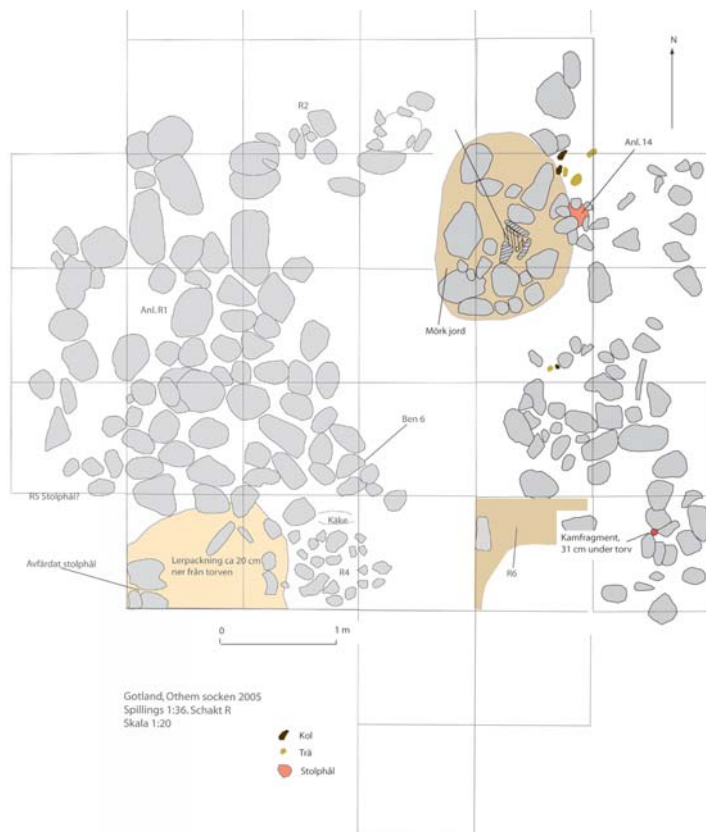 N
R2
Anl. 14
Anl. R1
Mörk jord
Ben 6
R5 Stolphål?
Käke
Lerpackning ca 20 cm
ner från torven
Avfärdat stolphål
R4
R6
Kamfragment,
31 cm under torv
0
1 m
Gotland, Othem socken 2005
Spillings 1:36. Schakt R
Skala 1:20
Kol
Trä
Stolphål